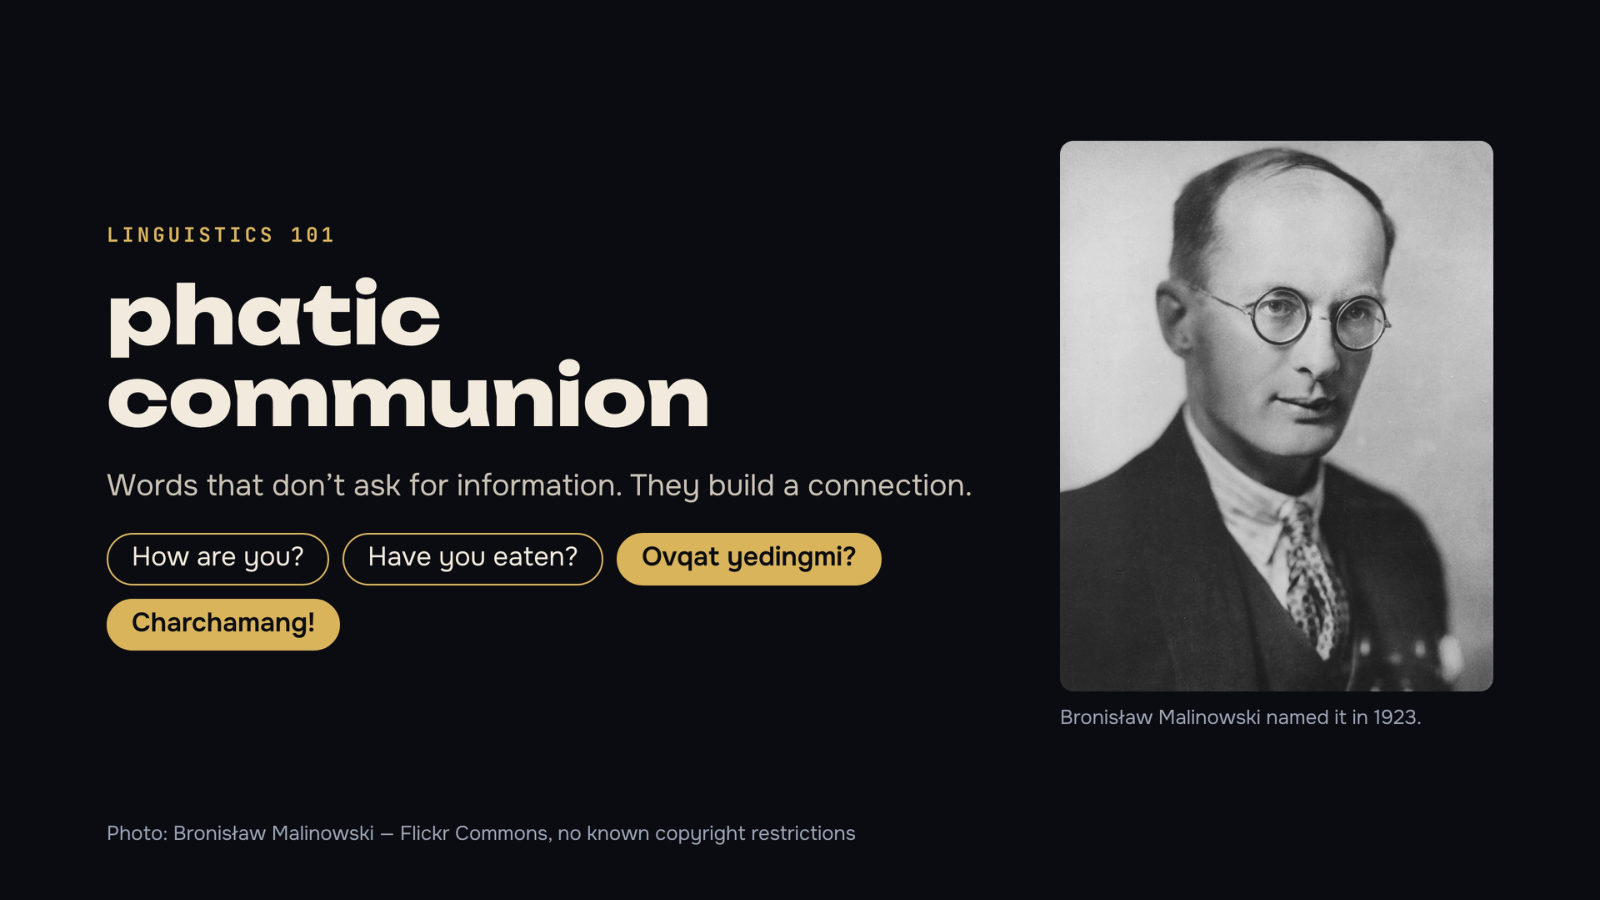 LINGUISTICS 101
phatic
communion
Words that don’t ask for information. They build a connection.
How are you? Have you eaten? Ovqat yedingmi?
Charchamang!
Bronisław Malinowski named it in 1923.
Photo: Bronisław Malinowski — Flickr Commons, no known copyright restrictions